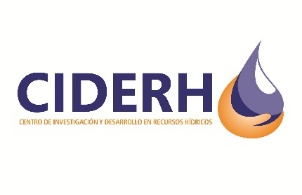 CIDERH
CENTRO DE INVESTIGACIÓN Y DESARROLLO EN RECURSOS HÍDRICOS